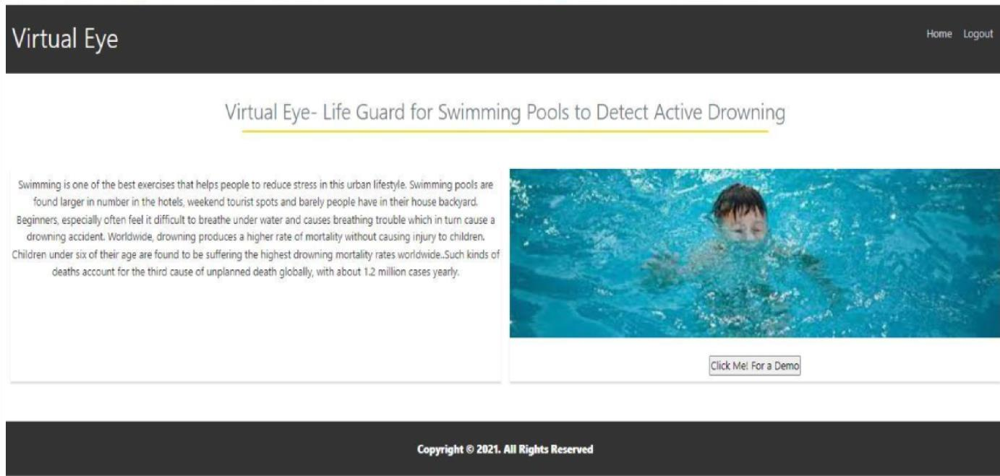 Virtual Eye
Home Logout
Virtual Eye- Life Guard for Swimming Pools to Detect Active Drowning
Swimming is one of the best exercises that helps people to reduce stress in this urban lifestyle. Swimming pools are
found larger in number in the hotels, weekend tourist spots and barely people have in their house backyard.
Beginners, especially often feel it difficult to breathe under water and causes breathing trouble which in turn cause a
drowning accident. Worldwide, drowning produces a higher rate of mortality without causing injury to children.
Children under six of their age are found to be suffering the highest drowning mortality rates worldwide..Such kinds of
deaths account for the third cause of unplanned death globally, with about 1.2 million cases yearly.
Click Me! For a Demo
Copyright © 2021. All Rights Reserved